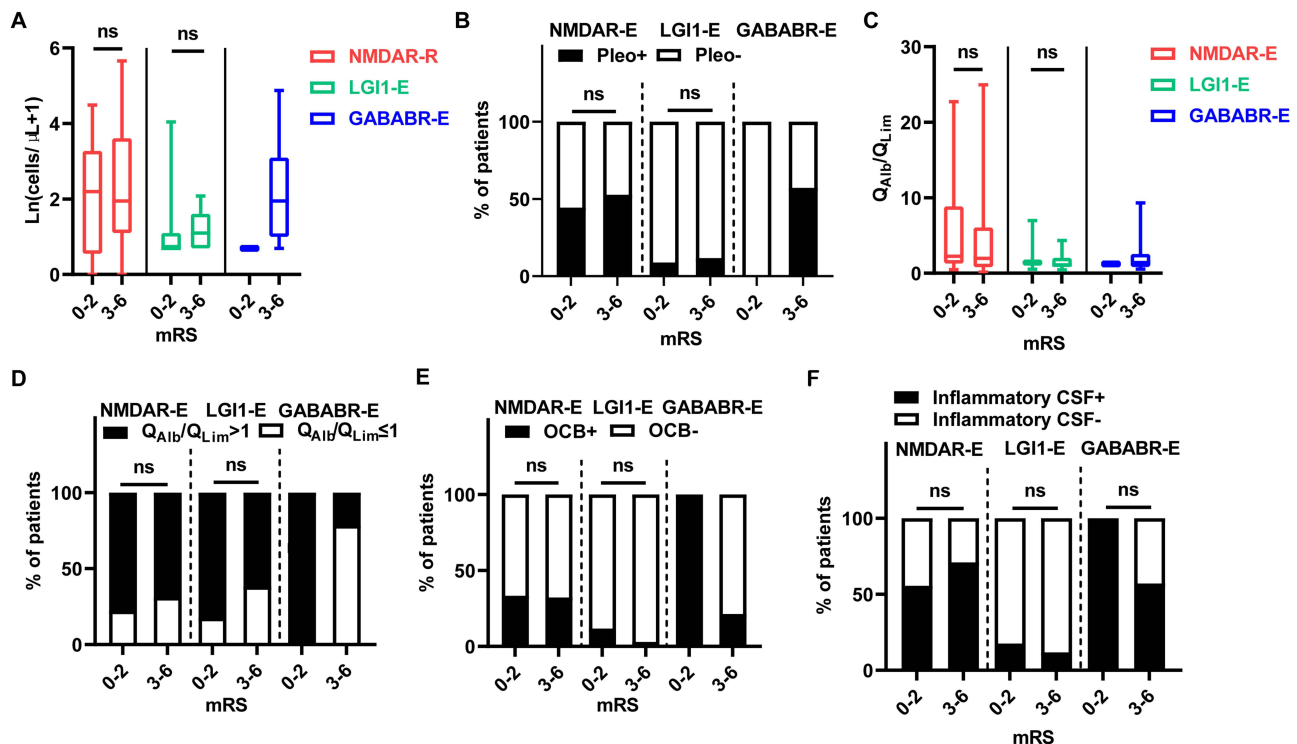 A
Ln(cells/ μL+1)
6
4
2
0
ns
ns
NMDAR-R
LGI1-E
GABABR-E
0-2
3-6
0-2
3-6
0-2
3-6
mRS
B
NMDAR-E LGI1-E GABABR-E
Pleo+ Pleo-
ns
ns
% of patients
100
50
0
0-2
3-6
0-2
3-6
0-2
3-6
mRS
C
QAlb/QLim
30
20
10
0
ns
ns
NMDAR-E
LGI1-E
GABABR-E
0-2
3-6
0-2
3-6
0-2
3-6
mRS
D
NMDAR-E LGI1-E GABABR-E
QAlb/QLim>1 QAlb/QLim≤1
ns
ns
% of patients
100
50
0
0-2
3-6
0-2
3-6
0-2
3-6
mRS
E
NMDAR-E LGI1-E GABABR-E
OCB+ OCB-
ns
ns
% of patients
100
50
0
0-2
3-6
0-2
3-6
0-2
3-6
mRS
F
Inflammatory CSF+
Inflammatory CSF-
NMDAR-E LGI1-E GABABR-E
ns
ns
ns
% of patients
100
50
0
0-2
3-6
0-2
3-6
0-2
3-6
mRS